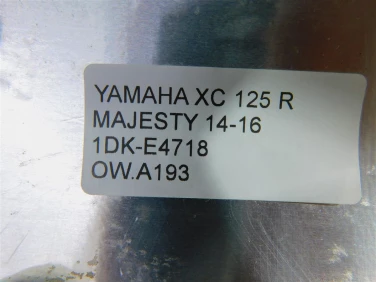 YAMAHA XC 125 R
MAJESTY 14-16
1DK-E4718
OW.A193